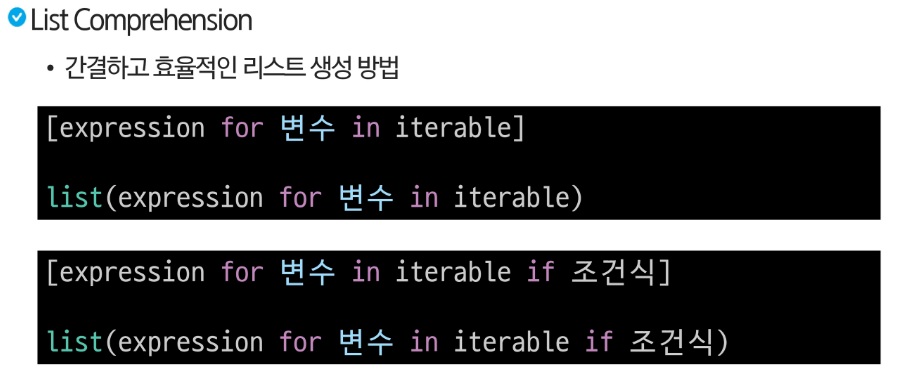 List Comprehension
• 간결하고 효율적인 리스트 생성 방법
[expression for 변수 in iterable]
list(expression for 변수 in iterable)
[expression for 변수 in iterable if 조건식]
list(expression for 변수 in iterable if 조건식)